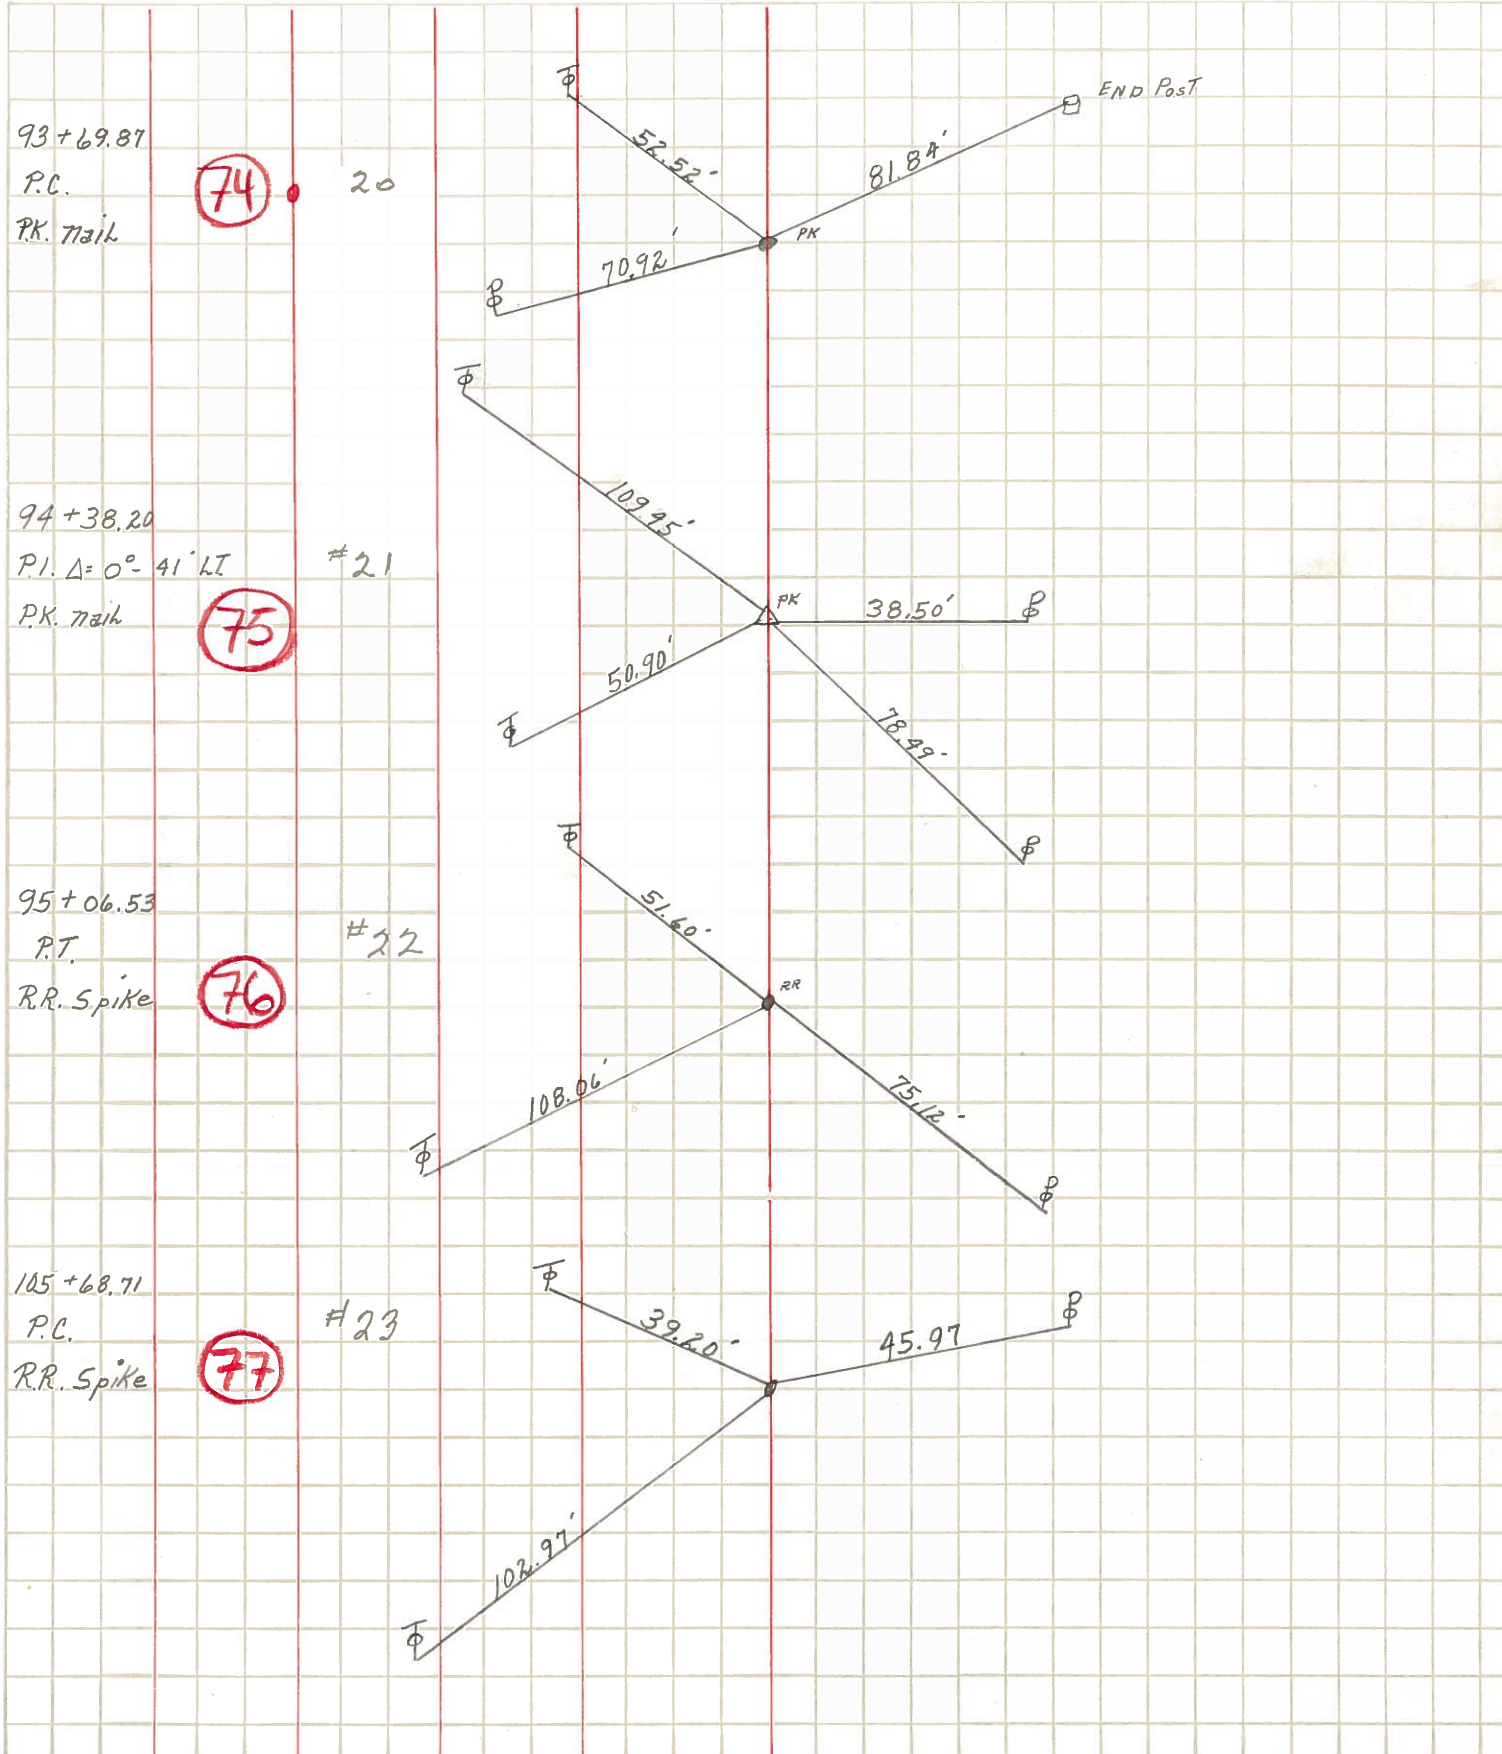 END POST
52.52'
81.84'
93+69.87
P.C.
74
20
P.K. Nail
PK
70.92'
109.95'
94+38.20
P.I. Δ= 0°- 41' LT
#21
P.K. Nail
75
PK
38.50'
50.90'
78.49'
51.60'
95+06.53
P.T.
#22
R.R. Spike
76
RR
108.06'
75.12'
105+68.71
P.C.
#23
R.R. Spike
77
39.20'
45.97
102.97'